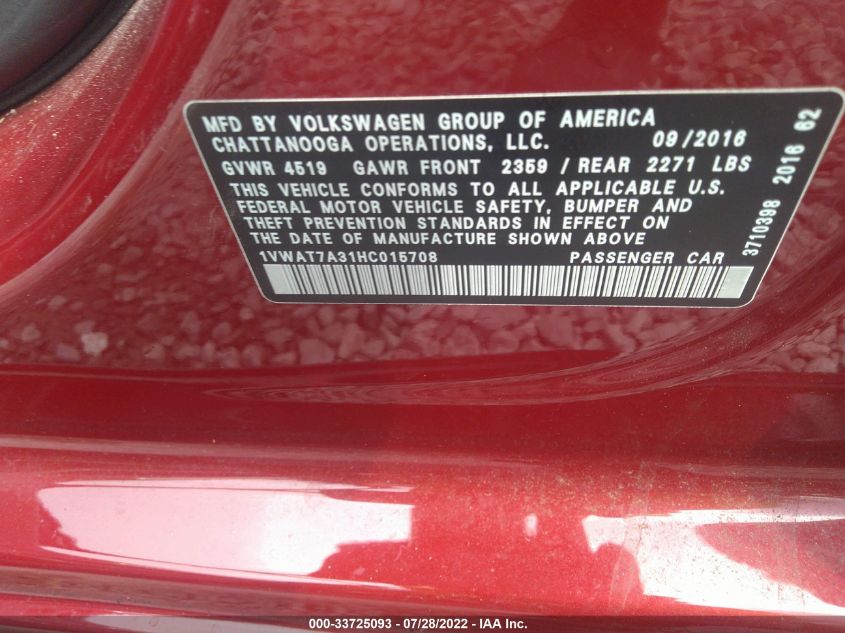 MFD BY VOLKSWAGEN GROUP OF AMERICA
CHATTANOOGA OPERATIONS, LLC. 09/2016
GVWR 4519 GAWR FRONT 2359 / REAR 2271 LBS
THIS VEHICLE CONFORMS TO ALL APPLICABLE U.S.
FEDERAL MOTOR VEHICLE SAFETY, BUMPER AND
THEFT PREVENTION STANDARDS IN EFFECT ON
THE DATE OF MANUFACTURE SHOWN ABOVE
1VWAT7A31HC015708 PASSENGER CAR
3710398 2016 62
000-33725093 - 07/28/2022 - IAA Inc.